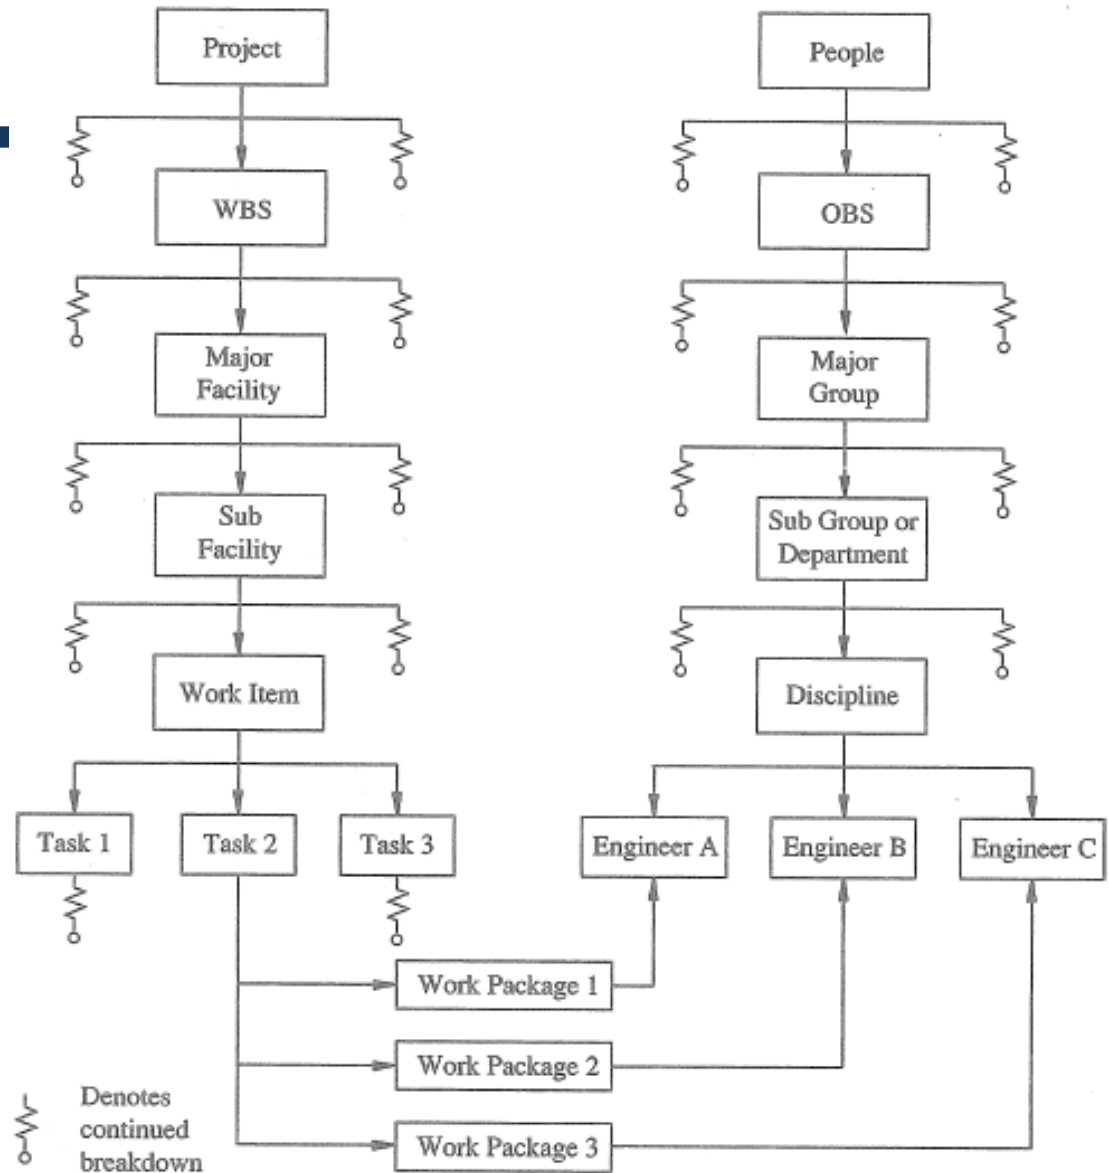 Project
People
WBS
OBS
Major
Facility
Major
Group
Sub
Facility
Sub Group or
Department
Work Item
Discipline
Task 1
Task 2
Task 3
Engineer A
Engineer B
Engineer C
Work Package 1
Work Package 2
Work Package 3
Denotes
continued
breakdown